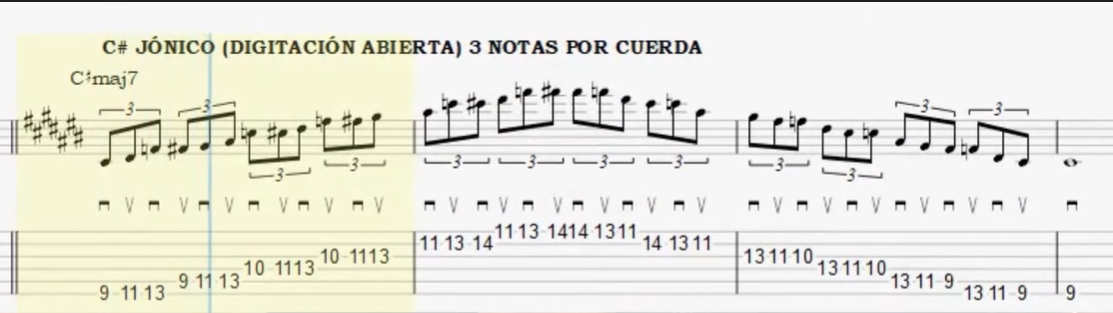 C# JÓNICO (DIGITACIÓN ABIERTA) 3 NOTAS POR CUERDA
C♯maj7
3 3 3 3 3 3 3 3 3 3 3 3
9 11 13 9 11 13 10 11 13 10 11 13 11 13 14 11 13 14 14 13 11 14 13 11 13 11 10 13 11 10 13 11 9 13 11 9 9